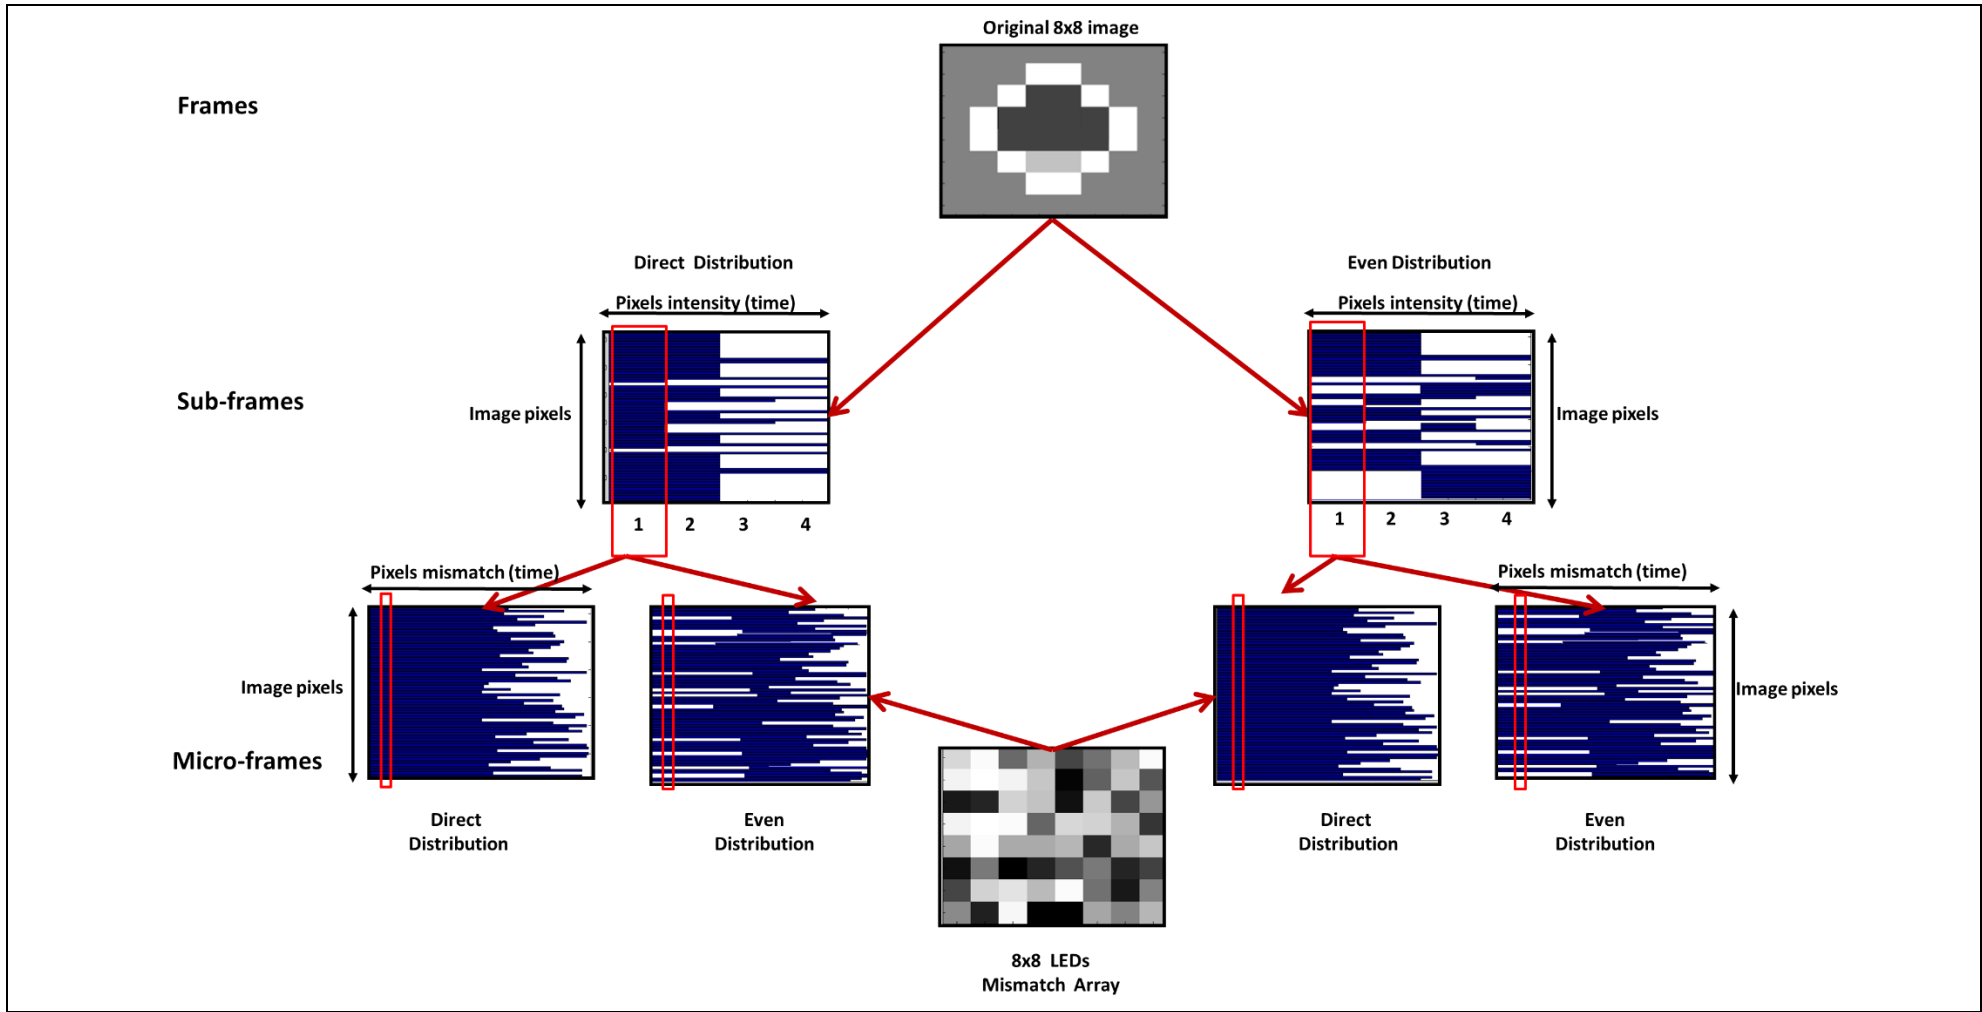 Original 8x8 image
Frames
Direct Distribution
Even Distribution
Pixels intensity (time)
Pixels intensity (time)
Sub-frames
Image pixels
Image pixels
1 2 3 4
1 2 3 4
Pixels mismatch (time)
Pixels mismatch (time)
Image pixels
Image pixels
Micro-frames
Direct
Distribution
Even
Distribution
Direct
Distribution
Even
Distribution
8x8 LEDs
Mismatch Array